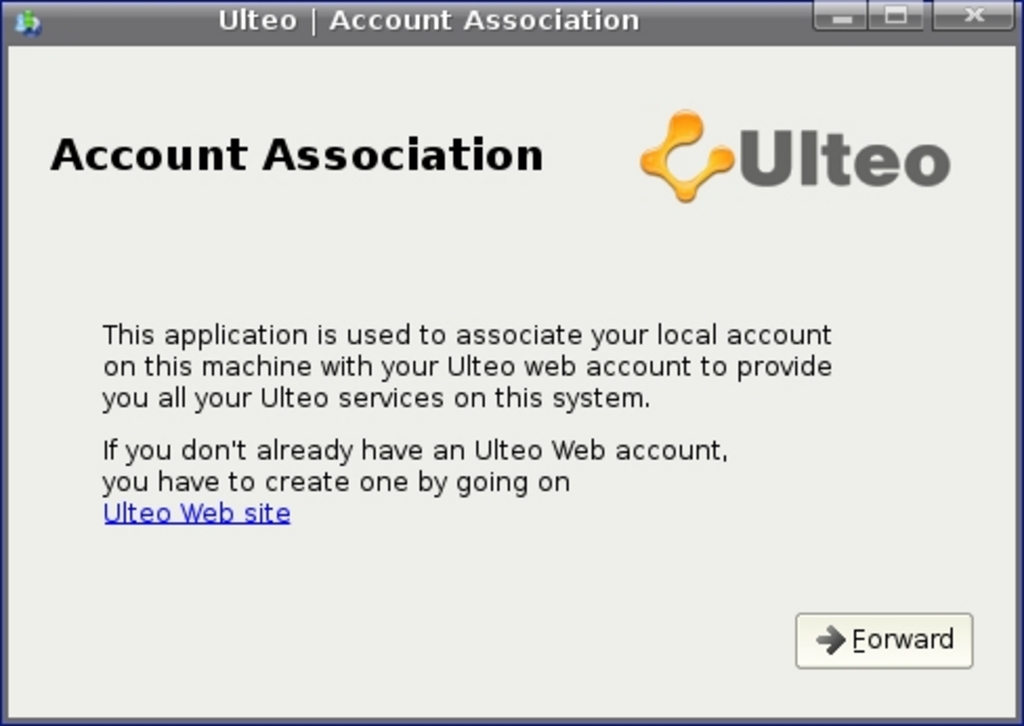 Ulteo | Account Association
Account Association
Ulteo
This application is used to associate your local account
on this machine with your Ulteo web account to provide
you all your Ulteo services on this system.
If you don't already have an Ulteo Web account,
you have to create one by going on
Ulteo Web site
Forward